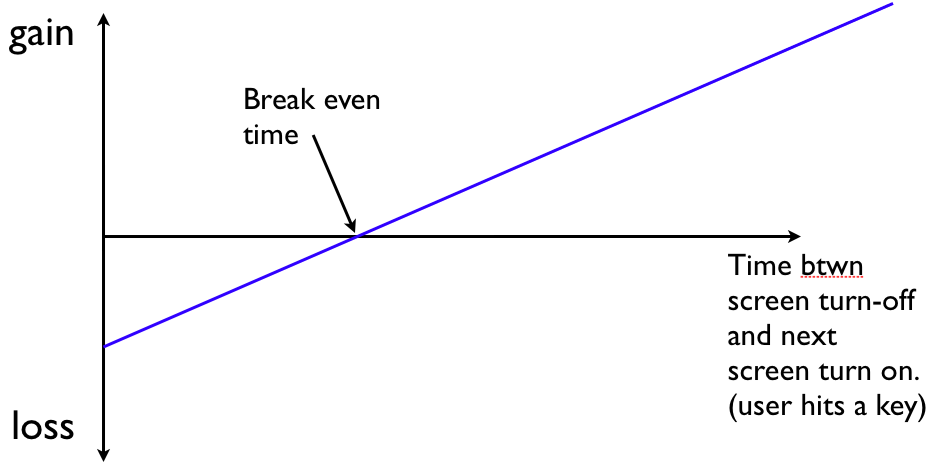 gain
Break even
time
Time btwn
screen turn-off
and next
screen turn on.
(user hits a key)
loss